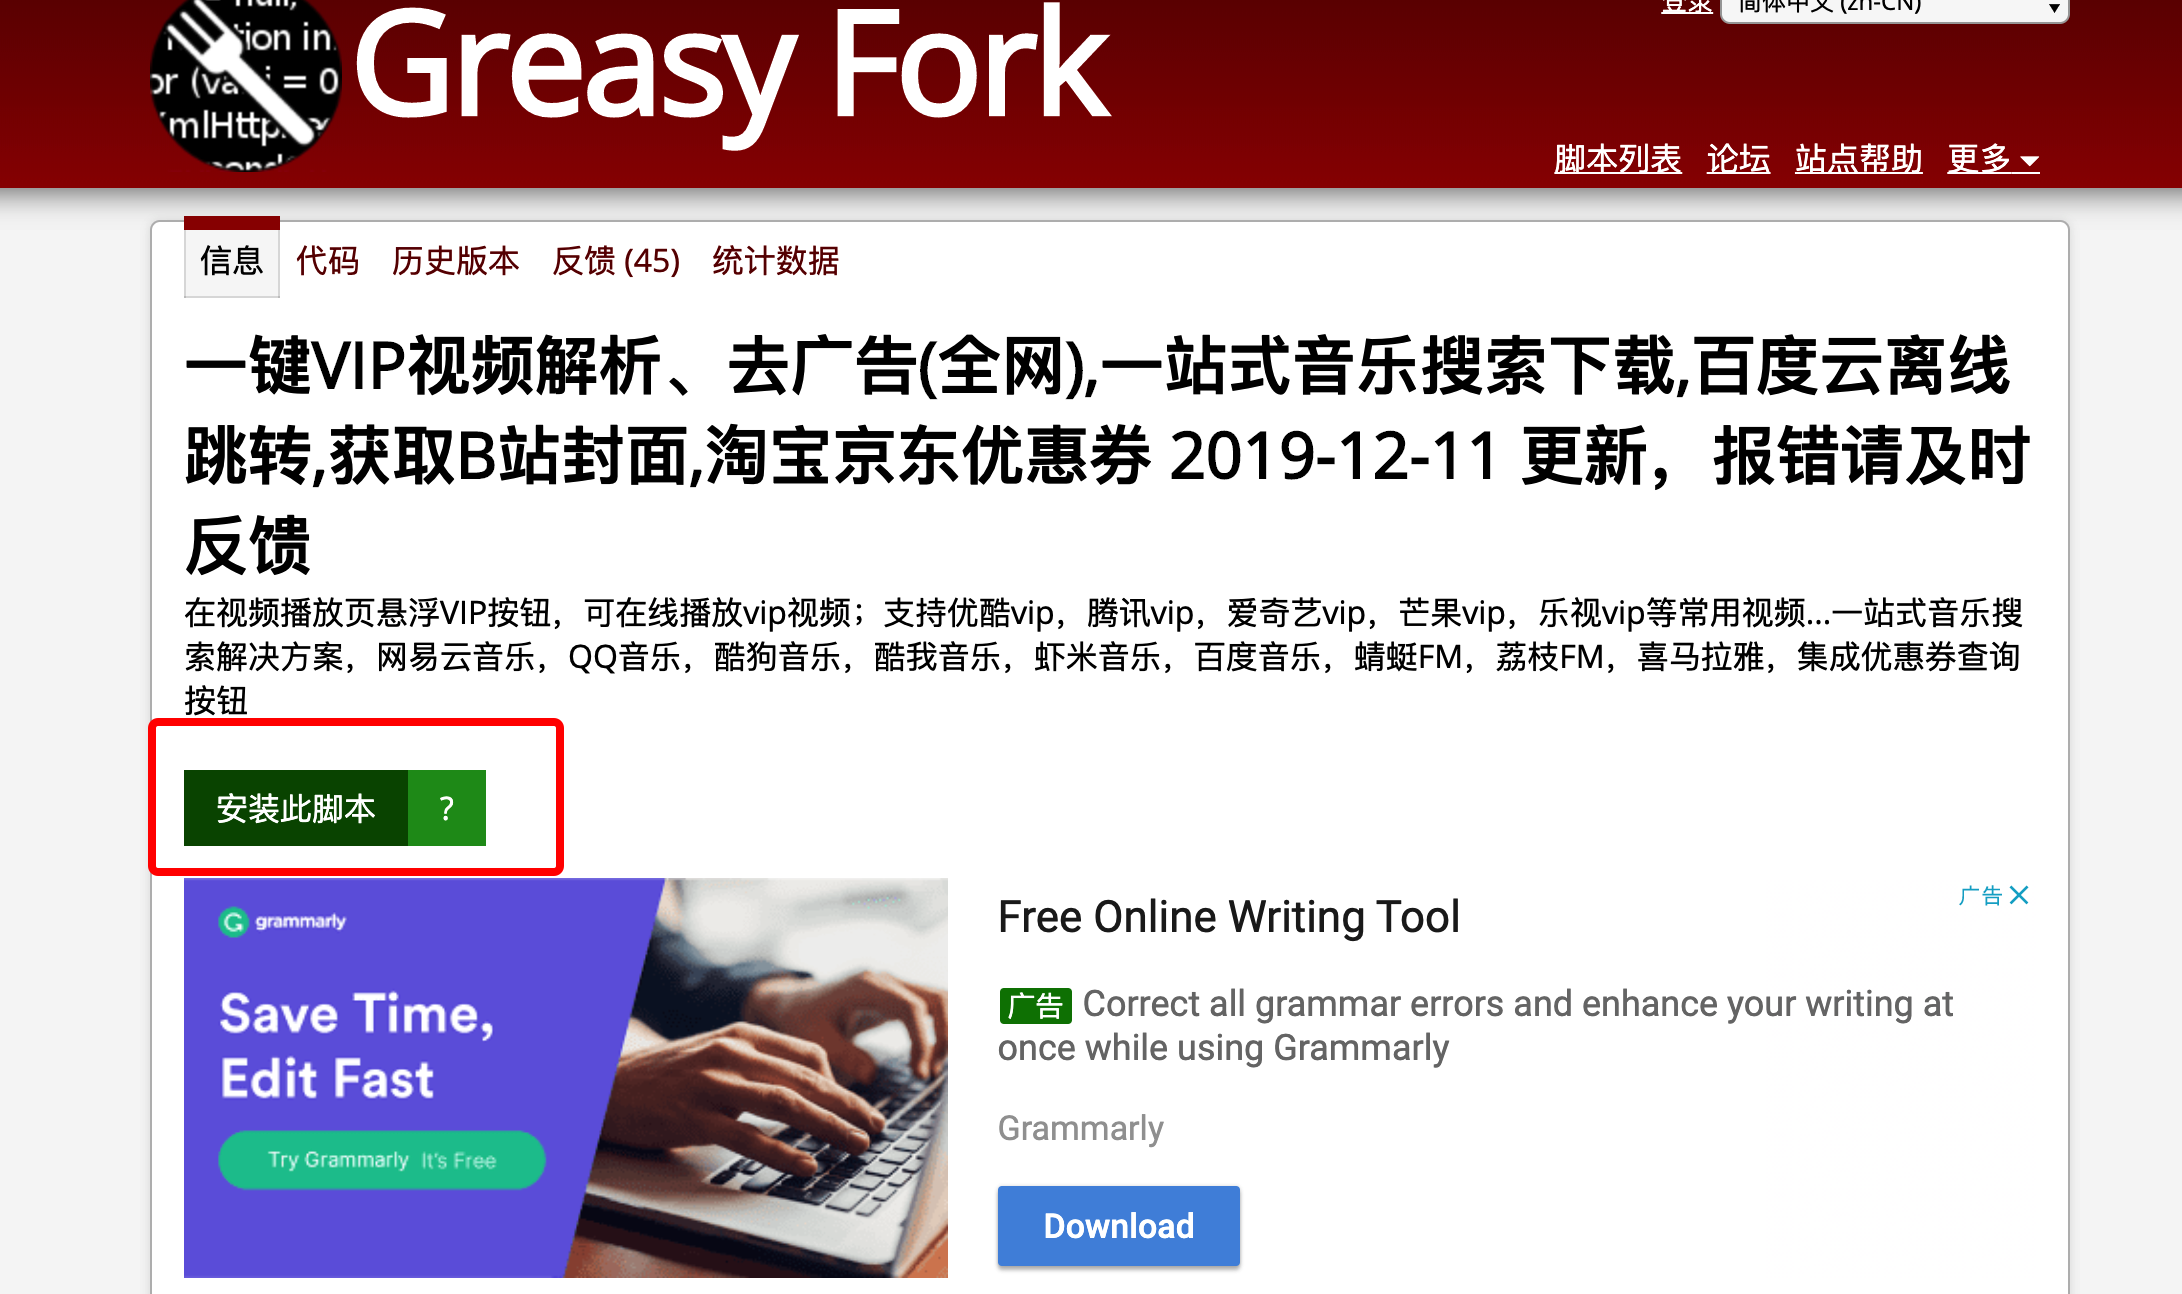 登录 简体中文 (zh-CN)
tion in
or (va i = 0
mlHttp
Greasy Fork
脚本列表 论坛 站点帮助 更多
信息 代码 历史版本 反馈 (45) 统计数据
一键VIP视频解析、去广告(全网),一站式音乐搜索下载,百度云离线
跳转,获取B站封面,淘宝京东优惠券 2019-12-11 更新，报错请及时
反馈
在视频播放页悬浮VIP按钮，可在线播放vip视频；支持优酷vip，腾讯vip，爱奇艺vip，芒果vip，乐视vip等常用视频...一站式音乐搜
索解决方案，网易云音乐，QQ音乐，酷狗音乐，酷我音乐，虾米音乐，百度音乐，蜻蜓FM，荔枝FM，喜马拉雅，集成优惠券查询
按钮
安装此脚本 ?
grammarly
Save Time,
Edit Fast
Try Grammarly It's Free
Free Online Writing Tool
广告
广告 Correct all grammar errors and enhance your writing at
once while using Grammarly
Grammarly
Download